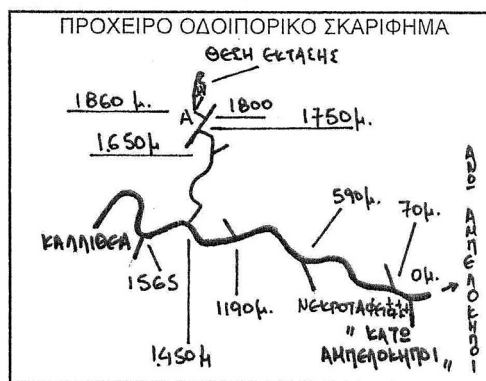 ΠΡΟΧΕΙΡΟ ΟΔΟΙΠΟΡΙΚΟ ΣΚΑΡΙΦΗΜΑ
ΘΕΣΗ ΕΚΤΑΣΗΣ
1860 μ.
A
1800
1750μ.
1.650μ
ΑΝΩ ΑΜΠΕΛΟΚΗΠΟΙ
590μ.
70μ.
ΚΑΛΛΙΘΕΑ
0μ.
1565
1190μ.
ΝΕΚΡΟΤΑΦΕΙΟ
1.450μ
" ΚΑΤΩ
ΑΜΠΕΛΟΚΗΠΟΙ "